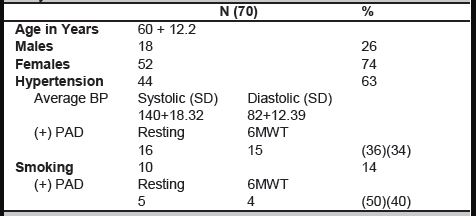 N (70) %
Age in Years 60 + 12.2
Males 18 26
Females 52 74
Hypertension 44 63
Average BP Systolic (SD) Diastolic (SD)
140+18.32 82+12.39
(+) PAD Resting 6MWT
16 15 (36)(34)
Smoking 10 14
(+) PAD Resting 6MWT
5 4 (50)(40)